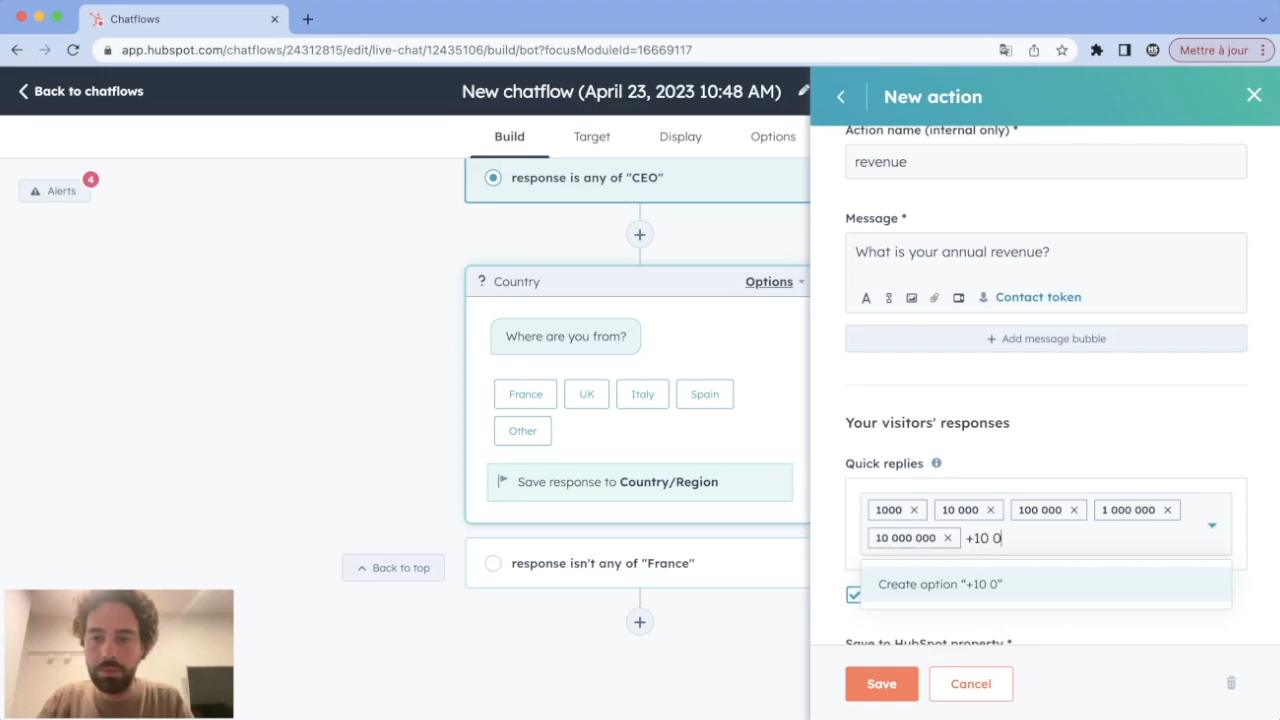 Chatflows
app.hubspot.com/chatflows/24312815/edit/live-chat/12435106/build/bot?focusModuleId=16669117
Mettre à jour
Back to chatflows
New chatflow (April 23, 2023 10:48 AM)
New action
Build
Target
Display
Options
Alerts
4
response is any of "CEO"
?
Country
Options
Where are you from?
France
UK
Italy
Spain
Other
Save response to Country/Region
Back to top
response isn't any of "France"
Action name (internal only) *
revenue
Message *
What is your annual revenue?
A
Contact token
+ Add message bubble
Your visitors' responses
Quick replies
1000
10 000
100 000
1 000 000
10 000 000
+10 0
Create option “+10 0”
Save to HubSpot property *
Save
Cancel